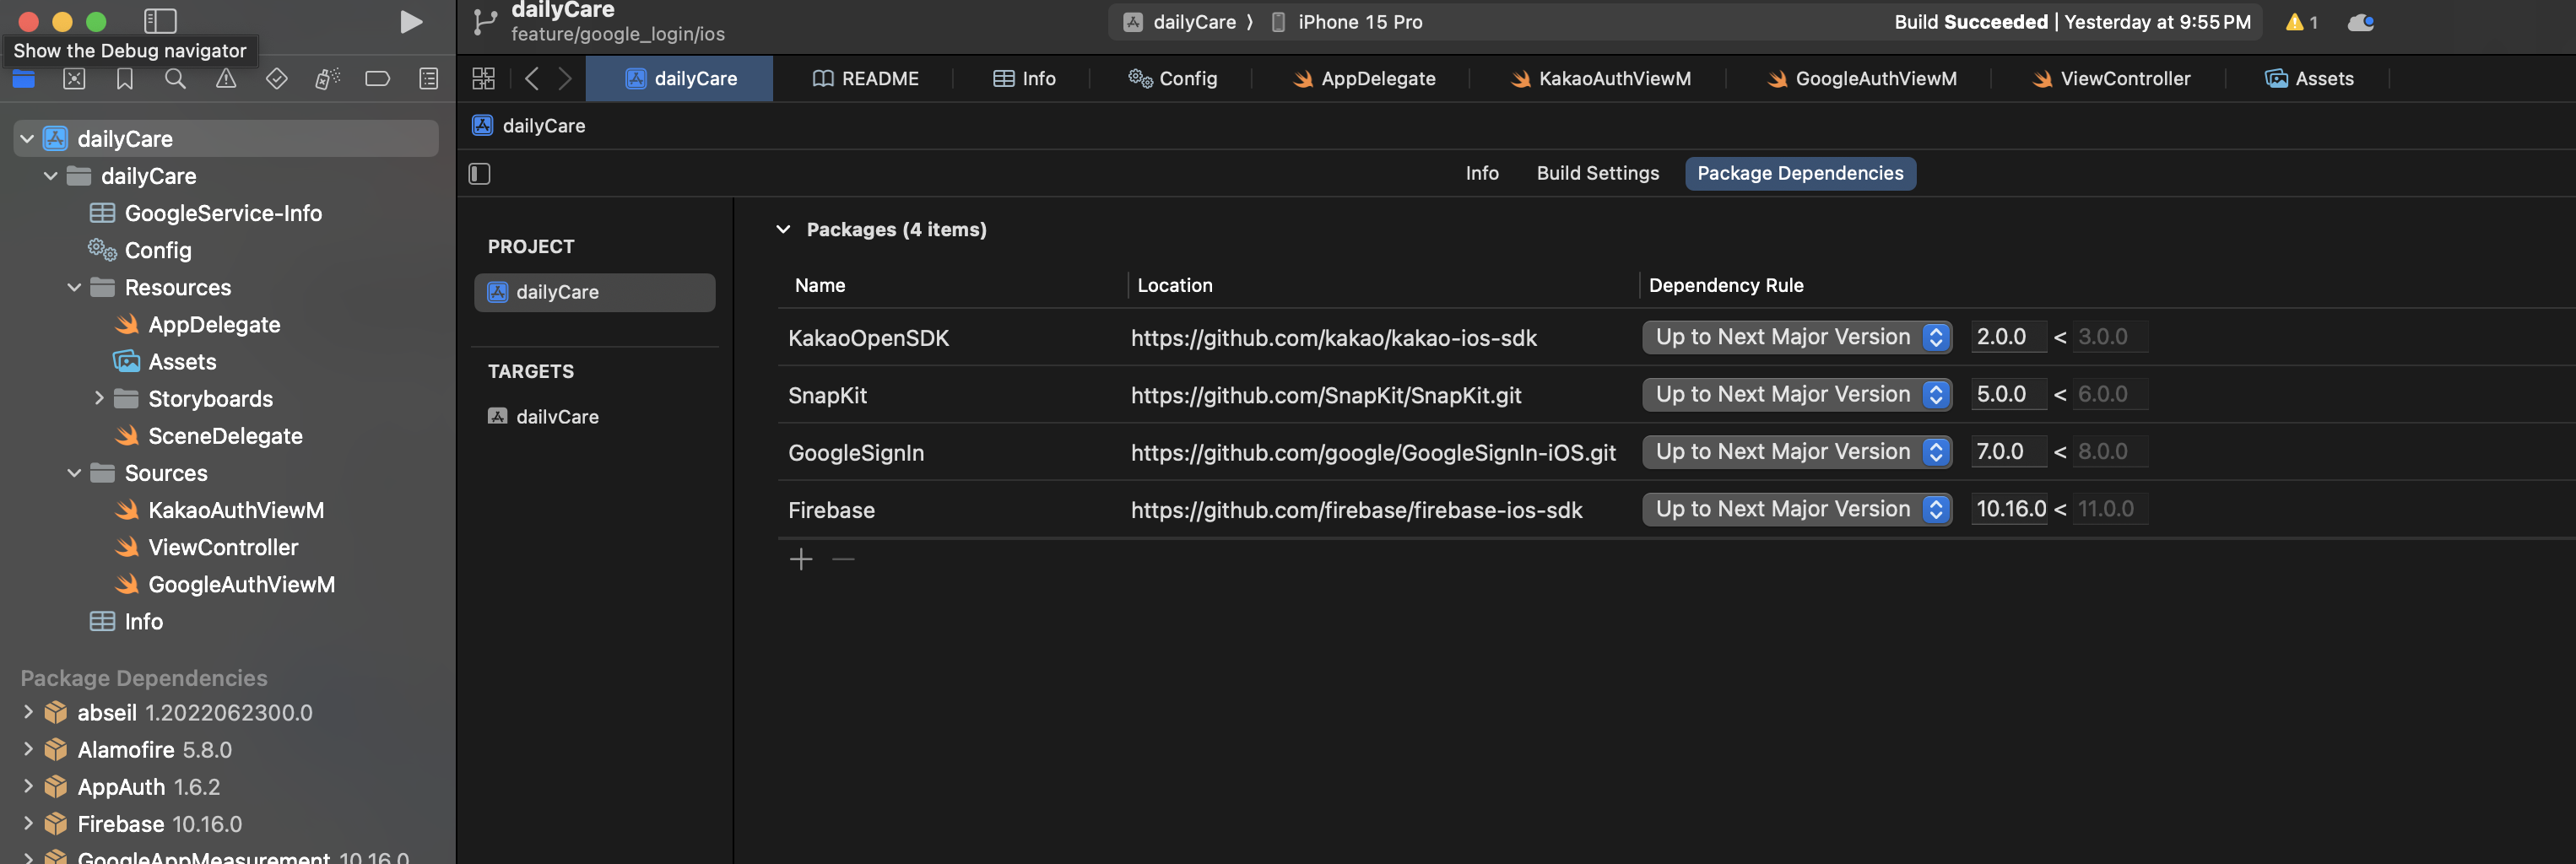 dailyCare
feature/google_login/ios
dailyCare ⟩ iPhone 15 Pro
Build Succeeded | Yesterday at 9:55 PM
1
Show the Debug navigator
dailyCare
README
Info
Config
AppDelegate
KakaoAuthViewM
GoogleAuthViewM
ViewController
Assets
dailyCare
dailyCare
GoogleService-Info
Config
Resources
AppDelegate
Assets
Storyboards
SceneDelegate
Sources
KakaoAuthViewM
ViewController
GoogleAuthViewM
Info
Package Dependencies
abseil 1.2022062300.0
Alamofire 5.8.0
AppAuth 1.6.2
Firebase 10.16.0
GoogleAppMeasurement 10.16.0
dailyCare
Info
Build Settings
Package Dependencies
PROJECT
dailyCare
TARGETS
dailyCare
Packages (4 items)
Name Location Dependency Rule
KakaoOpenSDK https://github.com/kakao/kakao-ios-sdk Up to Next Major Version 2.0.0 < 3.0.0
SnapKit https://github.com/SnapKit/SnapKit.git Up to Next Major Version 5.0.0 < 6.0.0
GoogleSignIn https://github.com/google/GoogleSignIn-iOS.git Up to Next Major Version 7.0.0 < 8.0.0
Firebase https://github.com/firebase/firebase-ios-sdk Up to Next Major Version 10.16.0 < 11.0.0